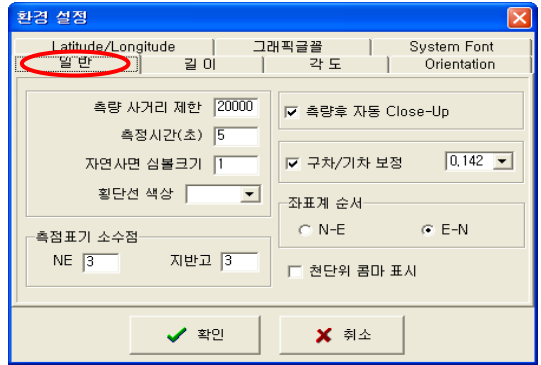 환경 설정
Latitude/Longitude 그래픽글꼴 System Font
일 반 길 이 각 도 Orientation
측량 사거리 제한 20000
측정시간(초) 5
자연사면 심볼크기 1
횡단선 색상
측점표기 소수점
NE 3 지반고 3
측량후 자동 Close-Up
구차/기차 보정 0.142
좌표계 순서
N-E E-N
천단위 콤마 표시
확인 취소